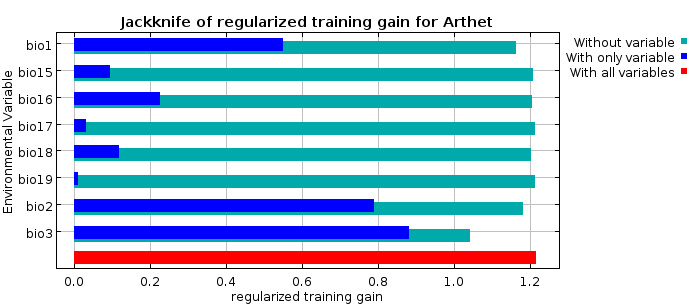 Jackknife of regularized training gain for Arthet
Without variable
With only variable
With all variables
Environmental Variable
bio1
bio15
bio16
bio17
bio18
bio19
bio2
bio3
0.0 0.2 0.4 0.6 0.8 1.0 1.2
regularized training gain